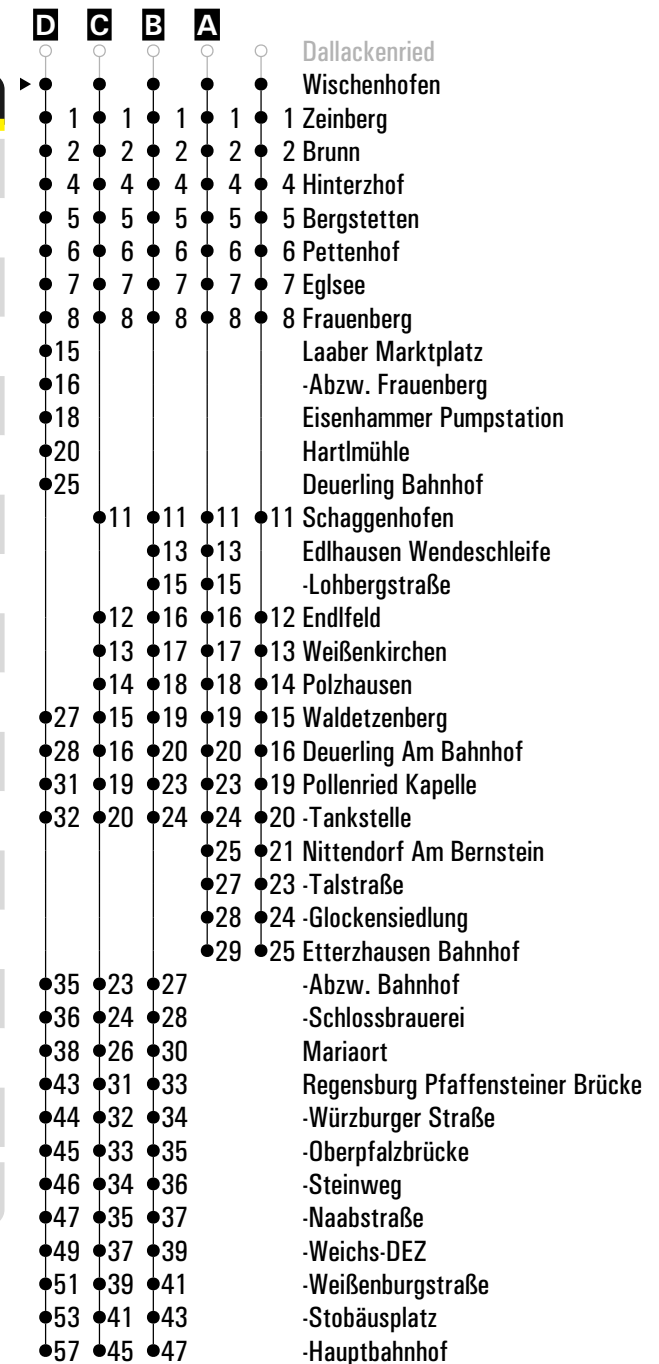 D C B A
Dallackenried
Wischenhofen
1 1 1 1 1 Zeinberg
2 2 2 2 2 Brunn
4 4 4 4 4 Hinterzhof
5 5 5 5 5 Bergstetten
6 6 6 6 6 Pettenhof
7 7 7 7 7 Eglsee
8 8 8 8 8 Frauenberg
15 Laaber Marktplatz
16 -Abzw. Frauenberg
18 Eisenhammer Pumpstation
20 Hartlmühle
25 Deuerling Bahnhof
11 11 11 11 Schaggenhofen
13 13 Edlhausen Wendeschleife
15 15 -Lohbergstraße
12 16 16 12 Endlfeld
13 17 17 13 Weißenkirchen
14 18 18 14 Polzhausen
27 15 19 19 15 Waldetzenberg
28 16 20 20 16 Deuerling Am Bahnhof
31 19 23 23 19 Pollenried Kapelle
32 20 24 24 20 -Tankstelle
25 21 Nittendorf Am Bernstein
27 23 -Talstraße
28 24 -Glockensiedlung
29 25 Etterzhausen Bahnhof
35 23 27 -Abzw. Bahnhof
36 24 28 -Schlossbrauerei
38 26 30 Mariaort
43 31 33 Regensburg Pfaffensteiner Brücke
44 32 34 -Würzburger Straße
45 33 35 -Oberpfalzbrücke
46 34 36 -Steinweg
47 35 37 -Naabstraße
49 37 39 -Weichs-DEZ
51 39 41 -Weißenburgstraße
53 41 43 -Stobäusplatz
57 45 47 -Hauptbahnhof